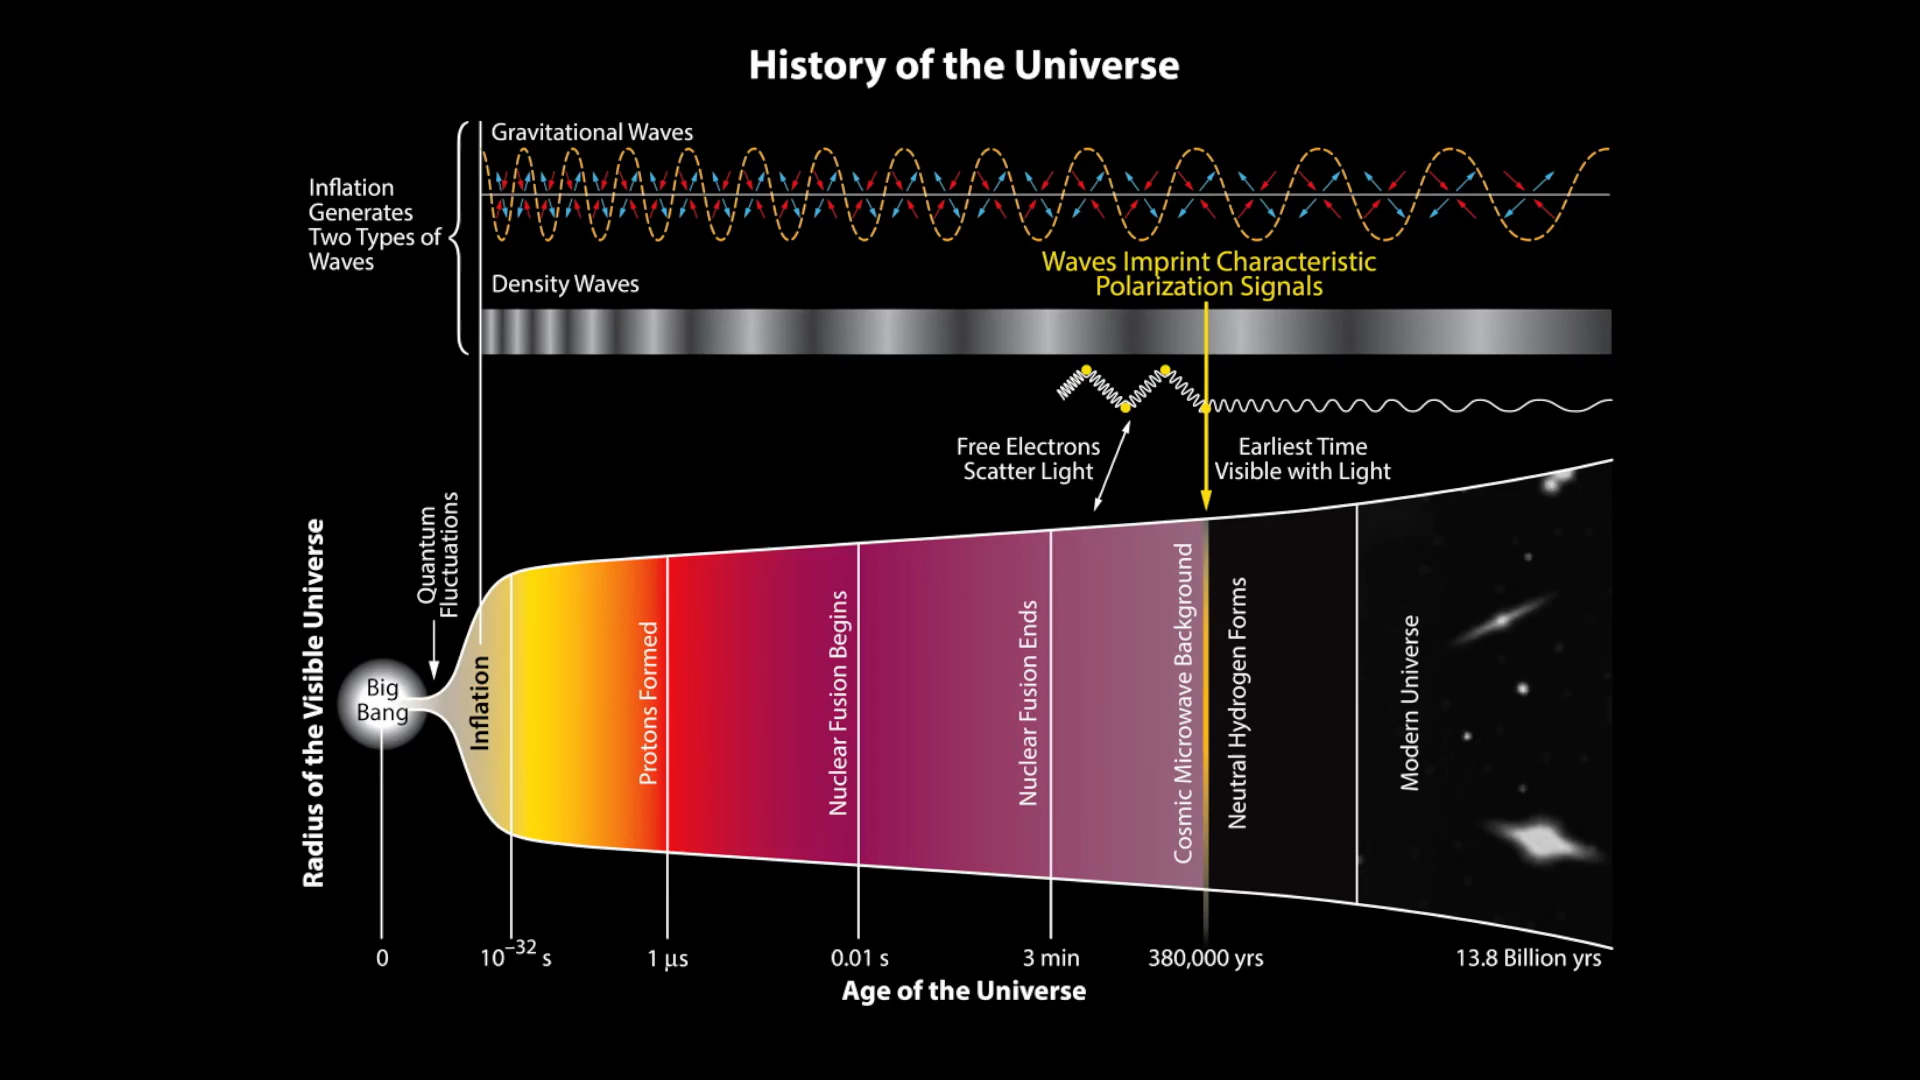 History of the Universe
Gravitational Waves
Inflation
Generates
Two Types of
Waves
Waves Imprint Characteristic
Polarization Signals
Density Waves
Free Electrons
Scatter Light
Earliest Time
Visible with Light
Radius of the Visible Universe
Quantum
Fluctuations
Big
Bang
Inflation
Protons Formed
Nuclear Fusion Begins
Nuclear Fusion Ends
Cosmic Microwave Background
Neutral Hydrogen Forms
Modern Universe
0
10⁻³² s
1 µs
0.01 s
3 min
380,000 yrs
13.8 Billion yrs
Age of the Universe